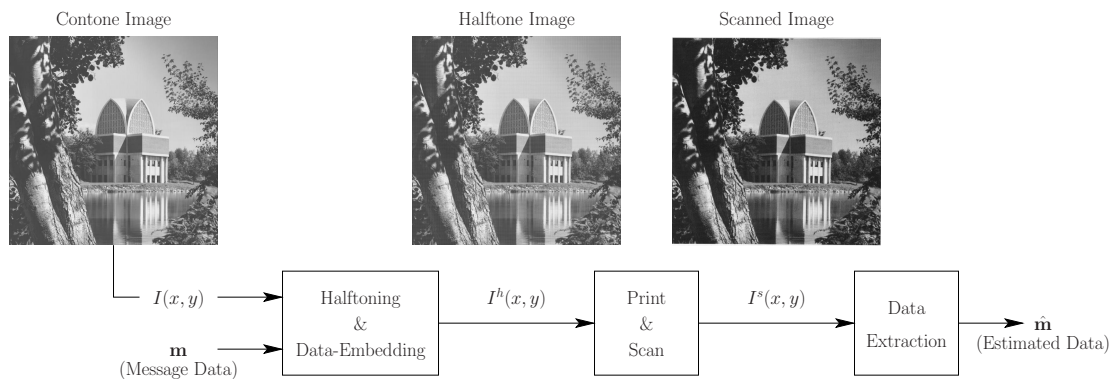 Contone Image
Halftone Image
Scanned Image
I(x, y)
m
(Message Data)
Halftoning
&
Data-Embedding
I^h(x, y)
Print
&
Scan
I^s(x, y)
Data
Extraction
m̂
(Estimated Data)